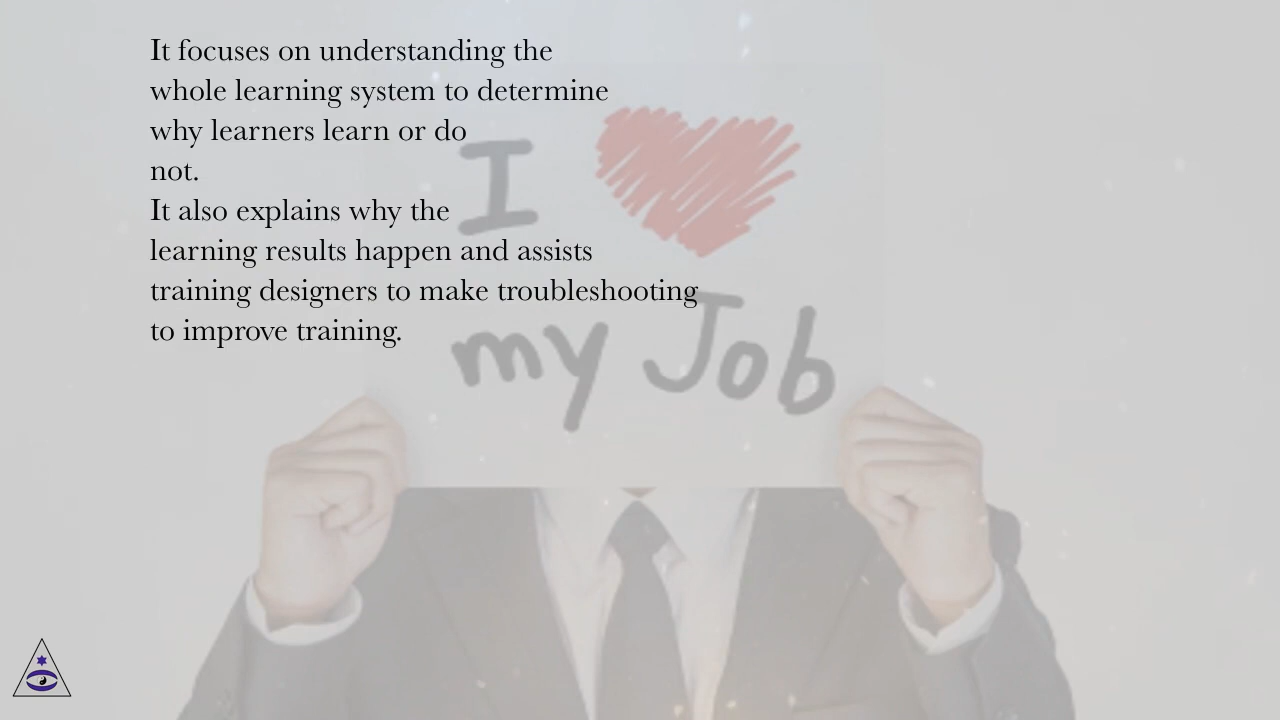 It focuses on understanding the
whole learning system to determine
why learners learn or do
not.
It also explains why the
learning results happen and assists
training designers to make troubleshooting
to improve training.
I
my Job